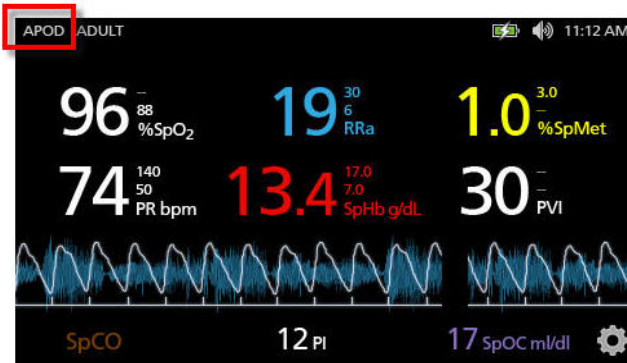 APOD ADULT 11:12 AM
96 – 88 %SpO₂ 19 30 6 RRa 1.0 3.0 – %SpMet
74 140 50 PR bpm 13.4 17.0 7.0 SpHb g/dL 30 – – PVI
SpCO 12 PI 17 SpOC ml/dl